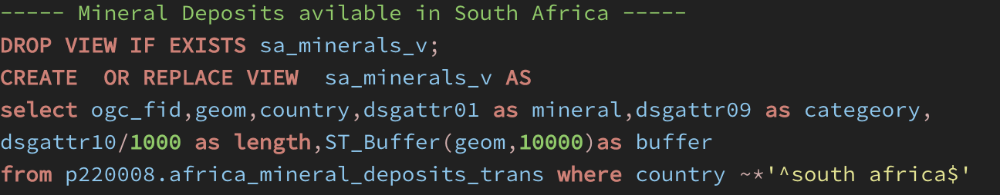 ----- Mineral Deposits avilable in South Africa -----
DROP VIEW IF EXISTS sa_minerals_v;
CREATE  OR REPLACE VIEW  sa_minerals_v AS
select ogc_fid,geom,country,dsgattr01 as mineral,dsgattr09 as categeory,
dsgattr10/1000 as length,ST_Buffer(geom,10000)as buffer
from p220008.africa_mineral_deposits_trans where country ~*'^south africa$'